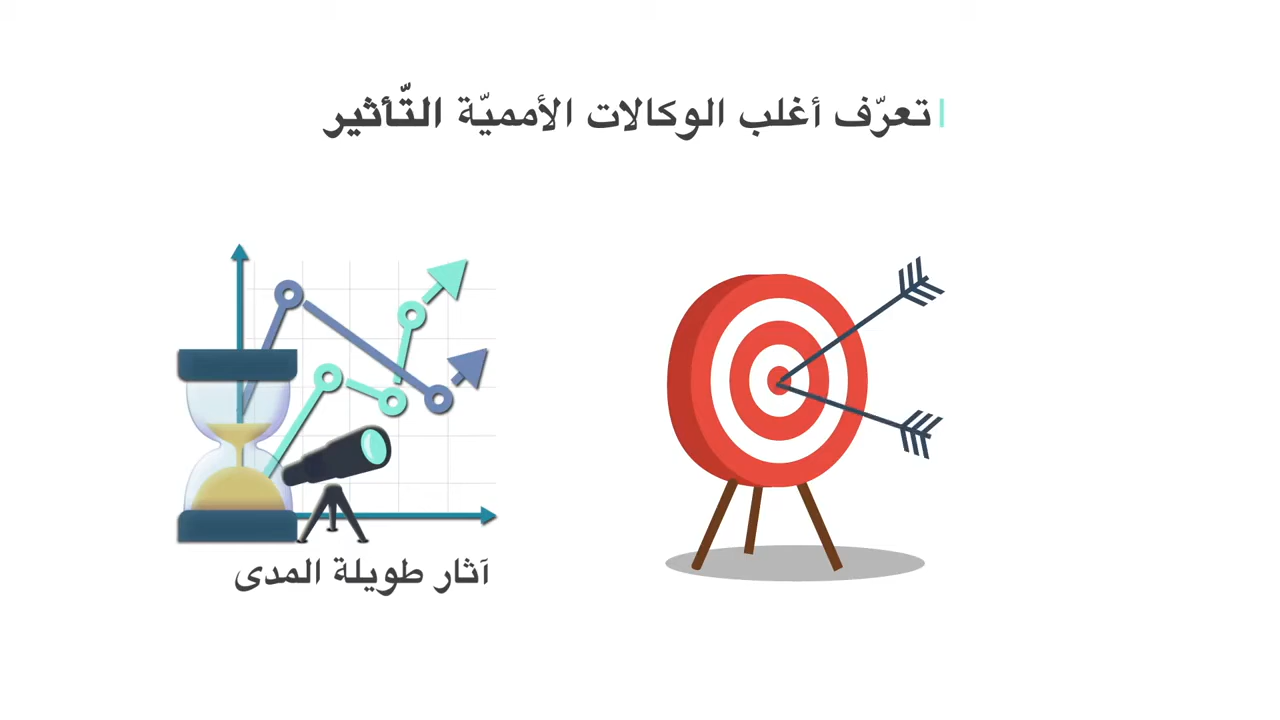 تعرّف أغلب الوكالات الأمميّة التّأثير
آثار طويلة المدى